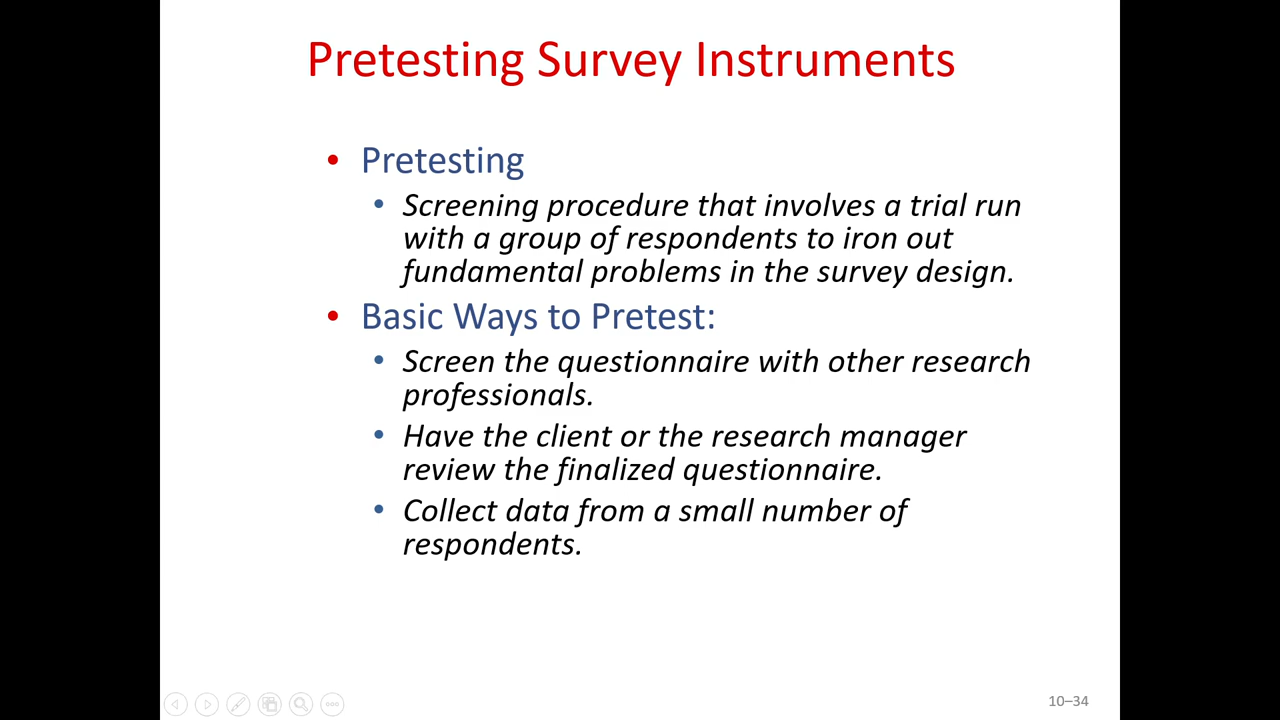 Pretesting Survey Instruments
• Pretesting
• Screening procedure that involves a trial run
with a group of respondents to iron out
fundamental problems in the survey design.
• Basic Ways to Pretest:
• Screen the questionnaire with other research
professionals.
• Have the client or the research manager
review the finalized questionnaire.
• Collect data from a small number of
respondents.
10–34